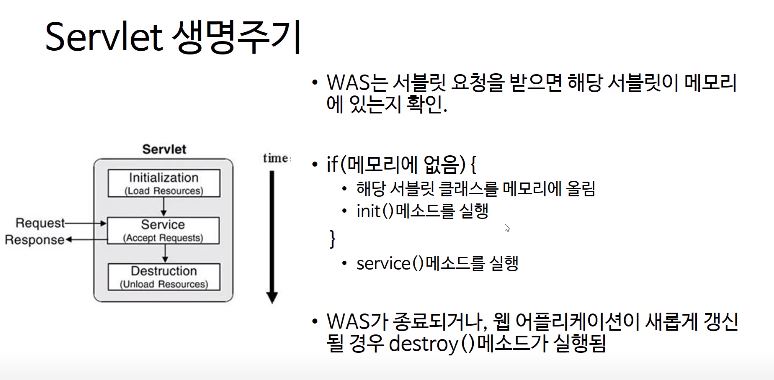 Servlet 생명주기
• WAS는 서블릿 요청을 받으면 해당 서블릿이 메모리
에 있는지 확인.
• if(메모리에 없음) {
• 해당 서블릿 클래스를 메모리에 올림
• init()메소드를 실행
}
• service()메소드를 실행
• WAS가 종료되거나, 웹 어플리케이션이 새롭게 갱신
될 경우 destroy()메소드가 실행됨
Servlet
time:
Initialization
(Load Resources)
Request
Response
Service
(Accept Requests)
Destruction
(Unload Resources)